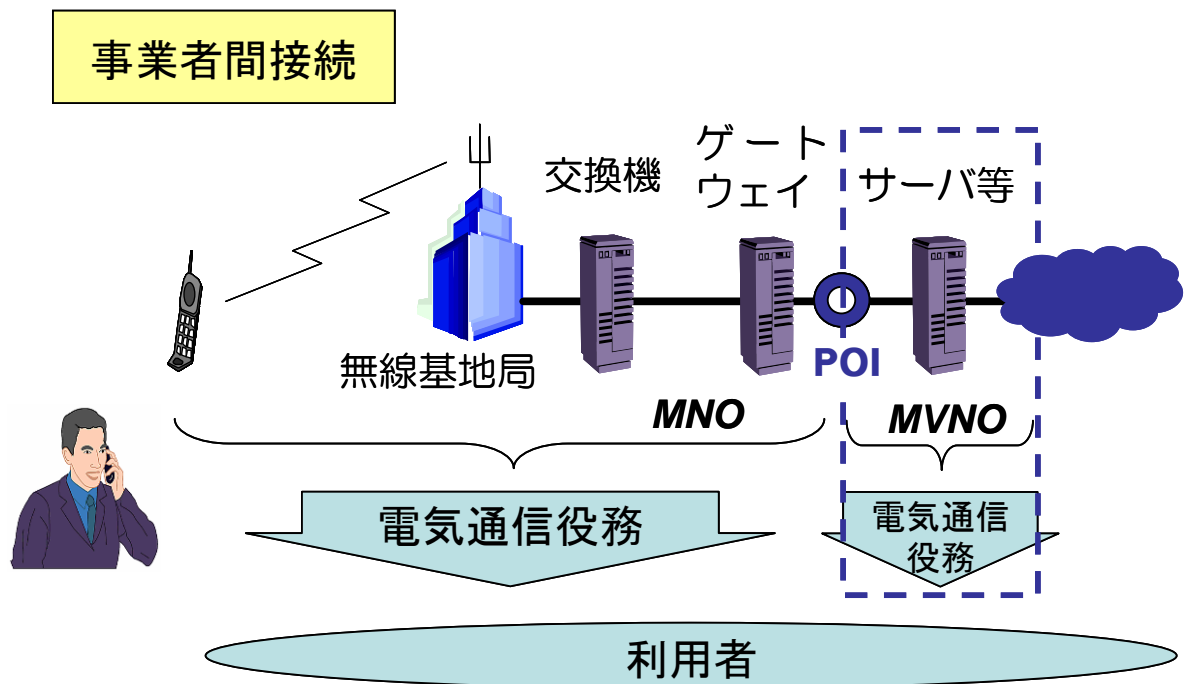 事業者間接続
交換機
ゲート
ウェイ
サーバ等
無線基地局
POI
MNO
MVNO
電気通信役務
電気通信
役務
利用者